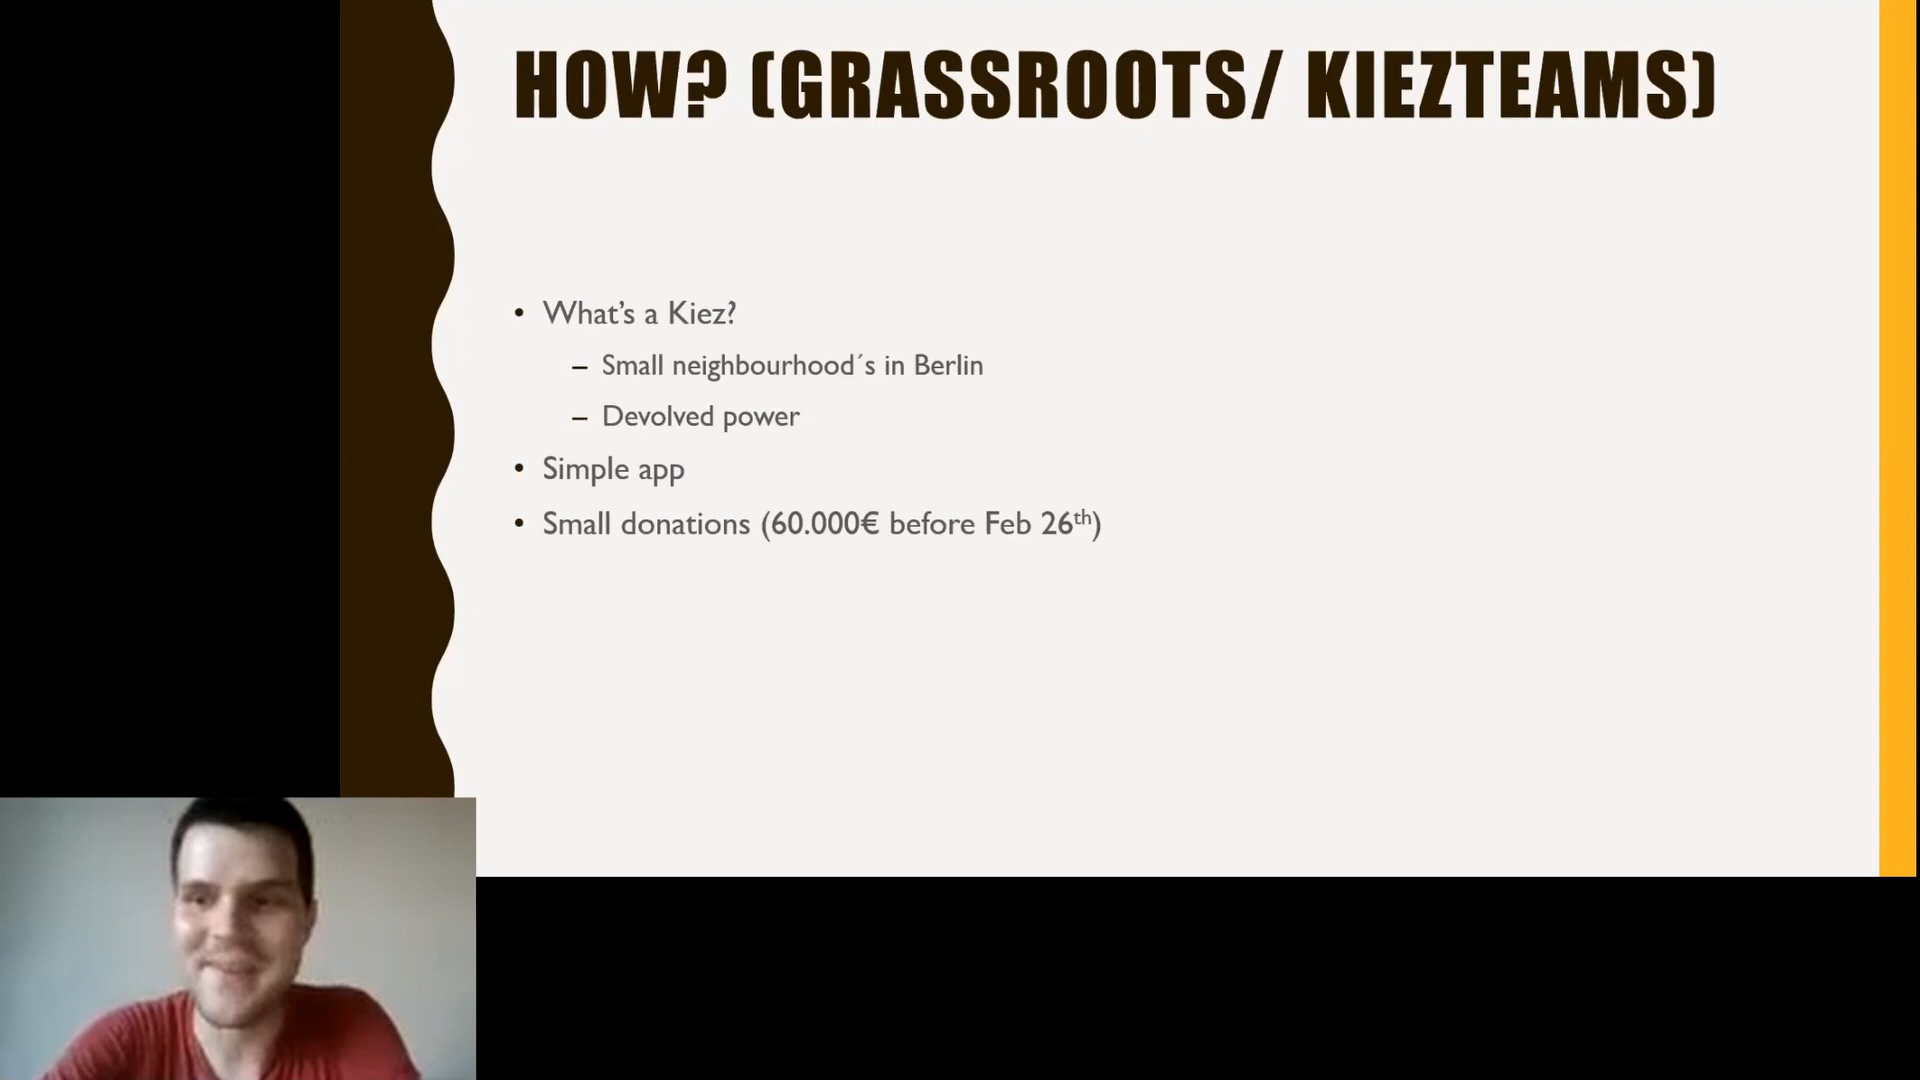 HOW? (GRASSROOTS/ KIEZTEAMS)
• What's a Kiez?
– Small neighbourhood´s in Berlin
– Devolved power
• Simple app
• Small donations (60.000€ before Feb 26th)